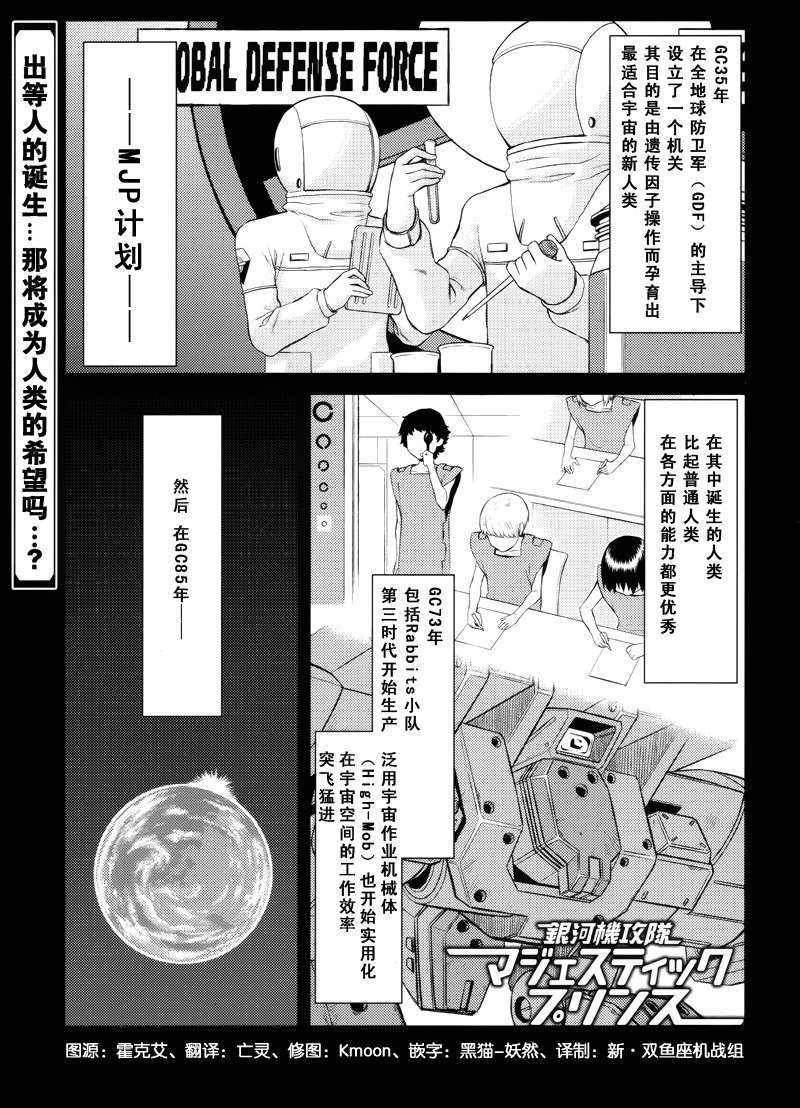 GC35年
在全地球防卫军（GDF）的主导下
设立了一个机关
其目的是由遗传因子操作而孕育出
最适合宇宙的新人类
OBAL DEFENSE FORCE
——MJP计划——
出等人的诞生…那将成为人类的希望吗…？
在其中诞生的人类
比起普通人类
在各方面的能力都更优秀
GC73年
包括Rabbits小队
第三时代开始生产
泛用宇宙作业机械体
（High-Mob）也开始实用化
在宇宙空间的工作效率
突飞猛进
然后 在GC85年——
銀河機攻隊
マジェスティック
プリンス
图源：霍克艾、翻译：亡灵、修图：Kmoon、嵌字：黑猫-妖然、译制：新·双鱼座机战组